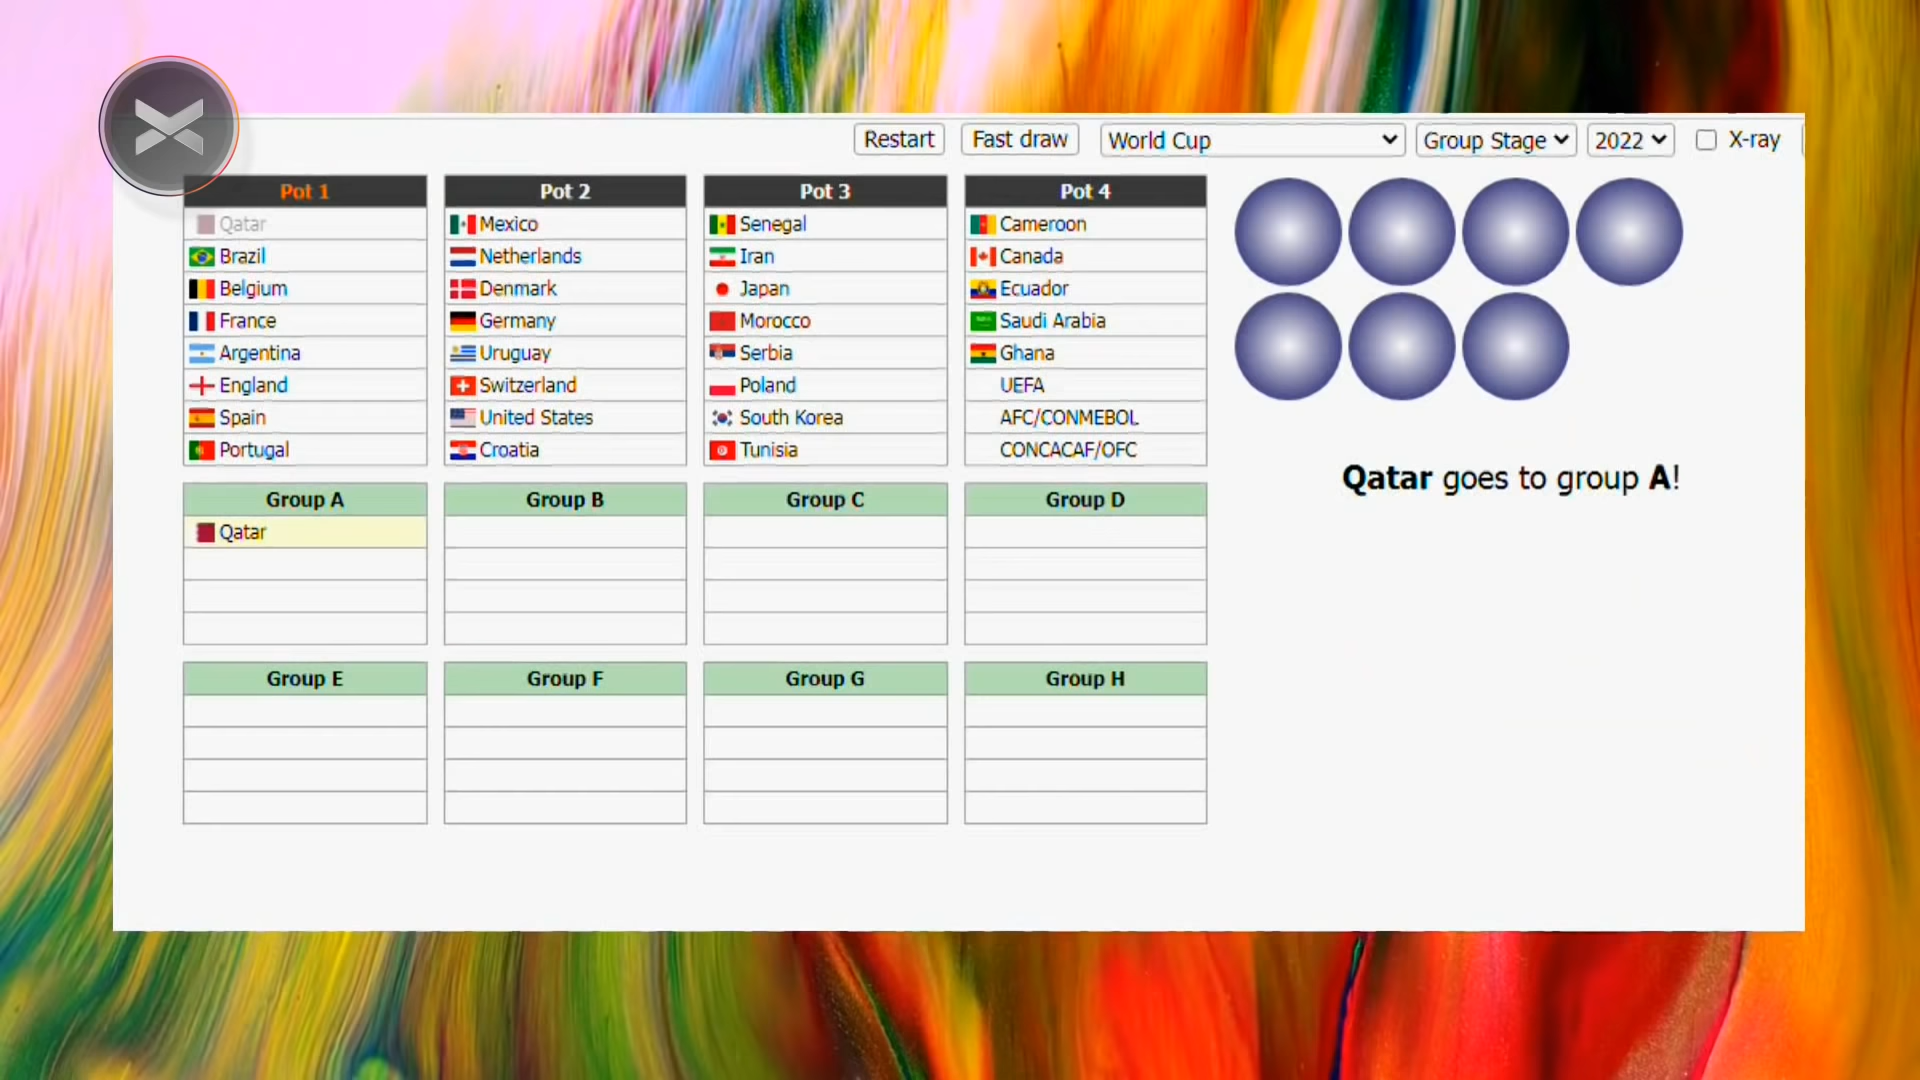 Restart Fast draw World Cup Group Stage 2022 X-ray
Pot 1 Pot 2 Pot 3 Pot 4
Qatar Mexico Senegal Cameroon
Brazil Netherlands Iran Canada
Belgium Denmark Japan Ecuador
France Germany Morocco Saudi Arabia
Argentina Uruguay Serbia Ghana
England Switzerland Poland UEFA
Spain United States South Korea AFC/CONMEBOL
Portugal Croatia Tunisia CONCACAF/OFC
Qatar goes to group A!
Group A Group B Group C Group D
Qatar
Group E Group F Group G Group H